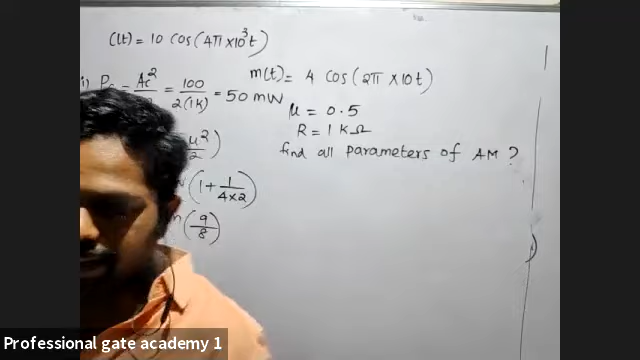 C(t) = 10 cos(4π×10³t)
m(t) = 4 cos(2π×10t)
i) Pc = Ac² = 100/2(1K) = 50 mW
μ = 0.5
R = 1 KΩ
μ²/2)
find all parameters of AM ?
(1 + 1/4×2)
(9/8)
Professional gate academy 1